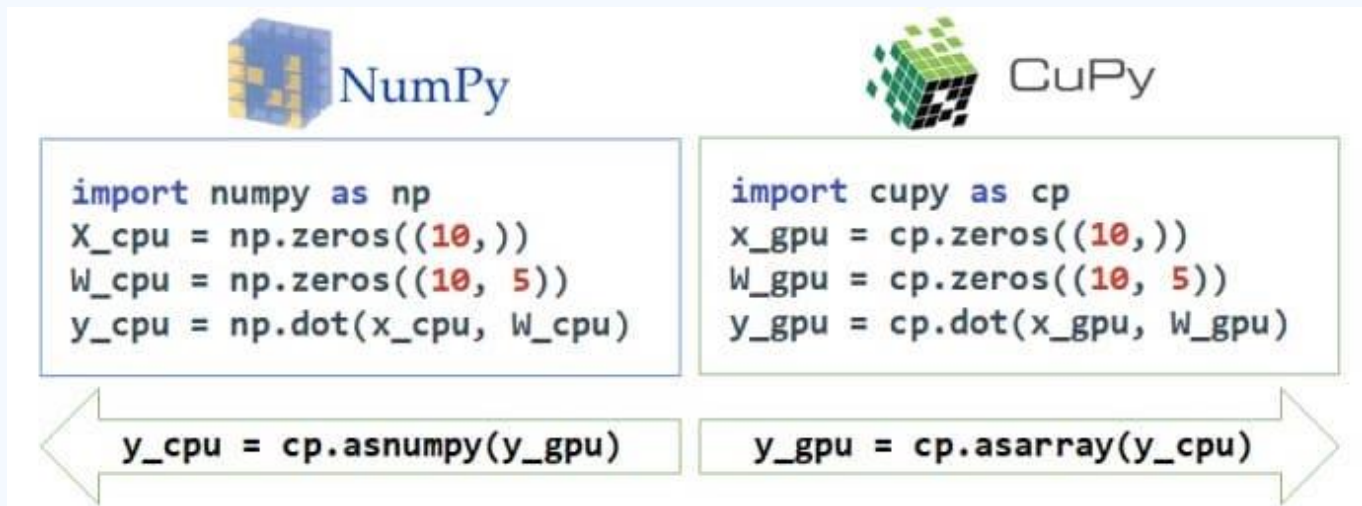 NumPy
import numpy as np
X_cpu = np.zeros((10,))
W_cpu = np.zeros((10, 5))
y_cpu = np.dot(x_cpu, W_cpu)
y_cpu = cp.asnumpy(y_gpu)
CuPy
import cupy as cp
x_gpu = cp.zeros((10,))
W_gpu = cp.zeros((10, 5))
y_gpu = cp.dot(x_gpu, W_gpu)
y_gpu = cp.asarray(y_cpu)